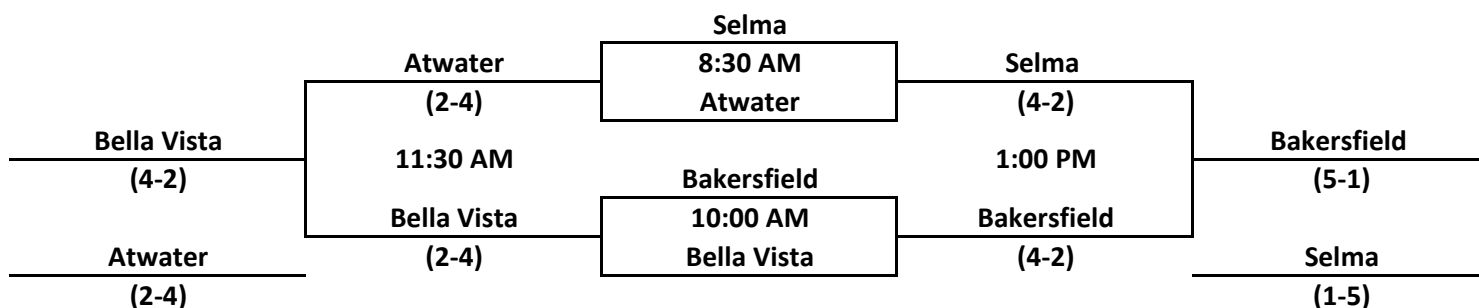 Selma
Atwater 8:30 AM Selma
(2-4) Atwater (4-2)
Bella Vista Bakersfield
(4-2) 11:30 AM 1:00 PM (5-1)
Bakersfield
Bella Vista 10:00 AM Bakersfield
Atwater (2-4) Bella Vista (4-2) Selma
(2-4) (1-5)